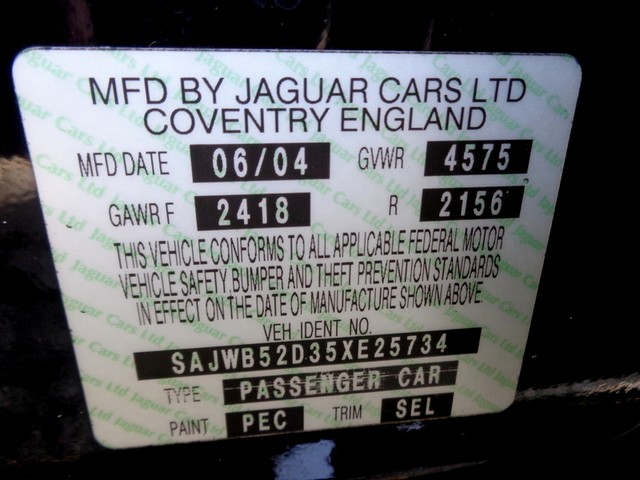 MFD BY JAGUAR CARS LTD
COVENTRY ENGLAND
MFD DATE 06/04 GVWR 4575
GAWR F 2418 R 2156
THIS VEHICLE CONFORMS TO ALL APPLICABLE FEDERAL MOTOR
VEHICLE SAFETY,BUMPER AND THEFT PREVENTION STANDARDS
IN EFFECT ON THE DATE OF MANUFACTURE SHOWN ABOVE.
VEH IDENT NO.
SAJWB52D35XE25734
TYPE PASSENGER CAR
PAINT PEC TRIM SEL